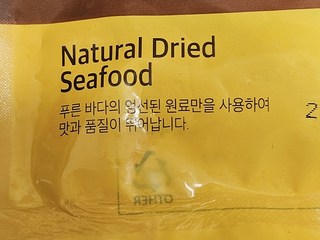 Natural Dried
Seafood
푸른 바다의 엄선된 원료만을 사용하여
맛과 품질이 뛰어납니다.
2
OTHER